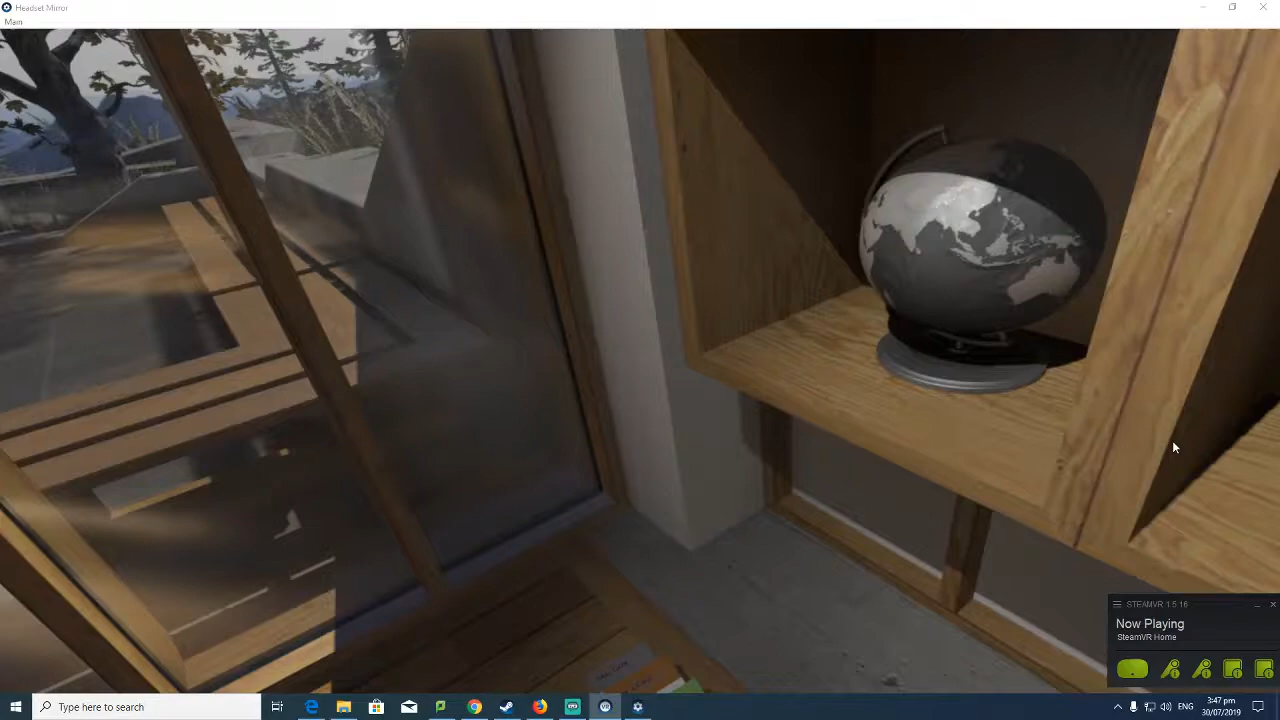 Headset Mirror
Main
STEAMVR 1.5.16
Now Playing
SteamVR Home
Type here to search
ENG
3:47 pm
30/07/2019